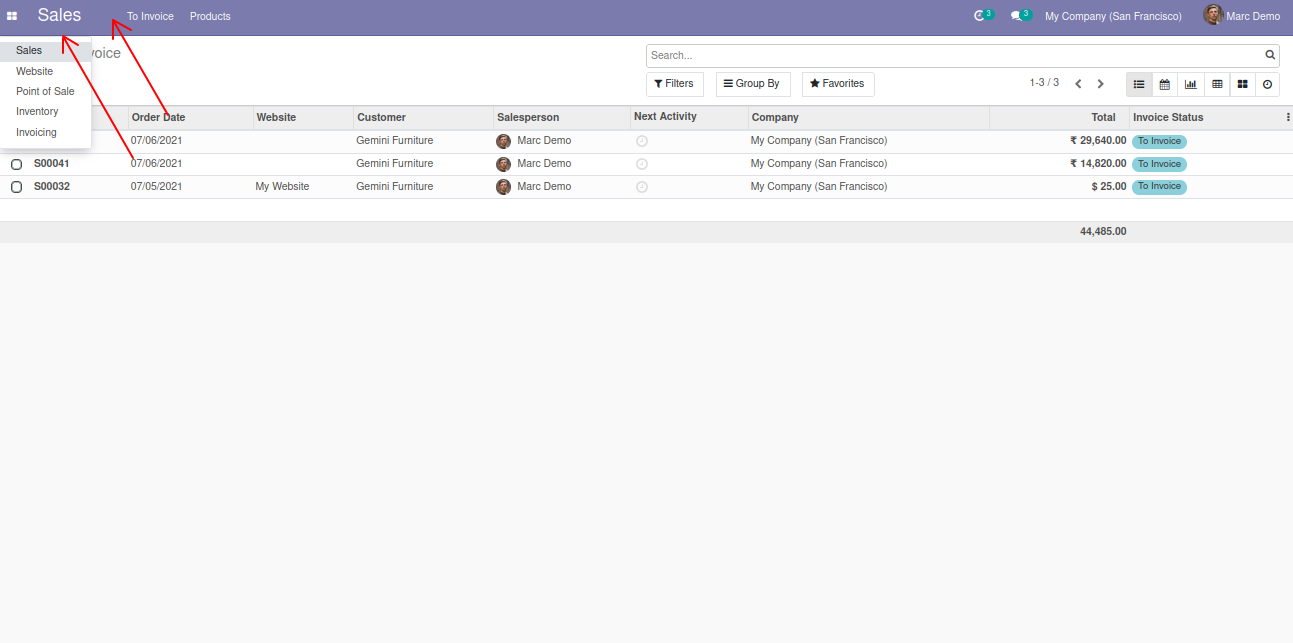 Sales To Invoice Products 3 3 My Company (San Francisco) Marc Demo
Sales
Website
Point of Sale
Inventory
Invoicing
voice
Search...
Filters Group By Favorites 1-3 / 3
Order Date Website Customer Salesperson Next Activity Company Total Invoice Status
07/06/2021 Gemini Furniture Marc Demo My Company (San Francisco) ₹ 29,640.00 To Invoice
S00041 07/06/2021 Gemini Furniture Marc Demo My Company (San Francisco) ₹ 14,820.00 To Invoice
S00032 07/05/2021 My Website Gemini Furniture Marc Demo My Company (San Francisco) $ 25.00 To Invoice
44,485.00